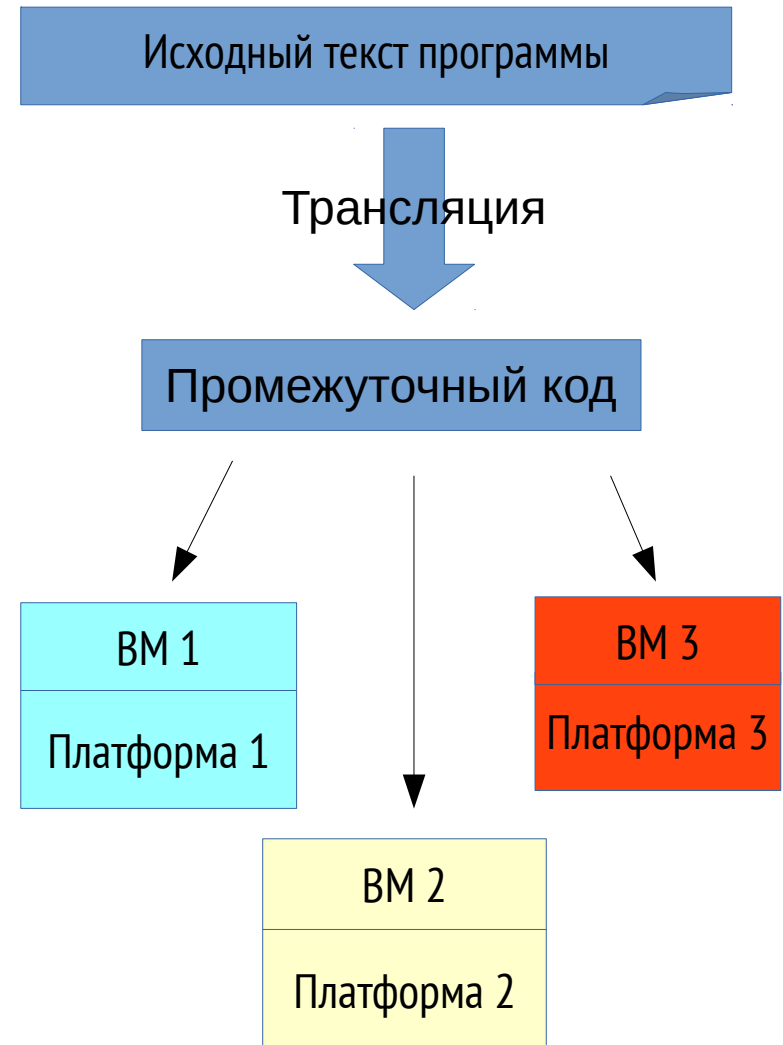 Исходный текст программы
Трансляция
Промежуточный код
ВМ 1
Платформа 1
ВМ 3
Платформа 3
ВМ 2
Платформа 2